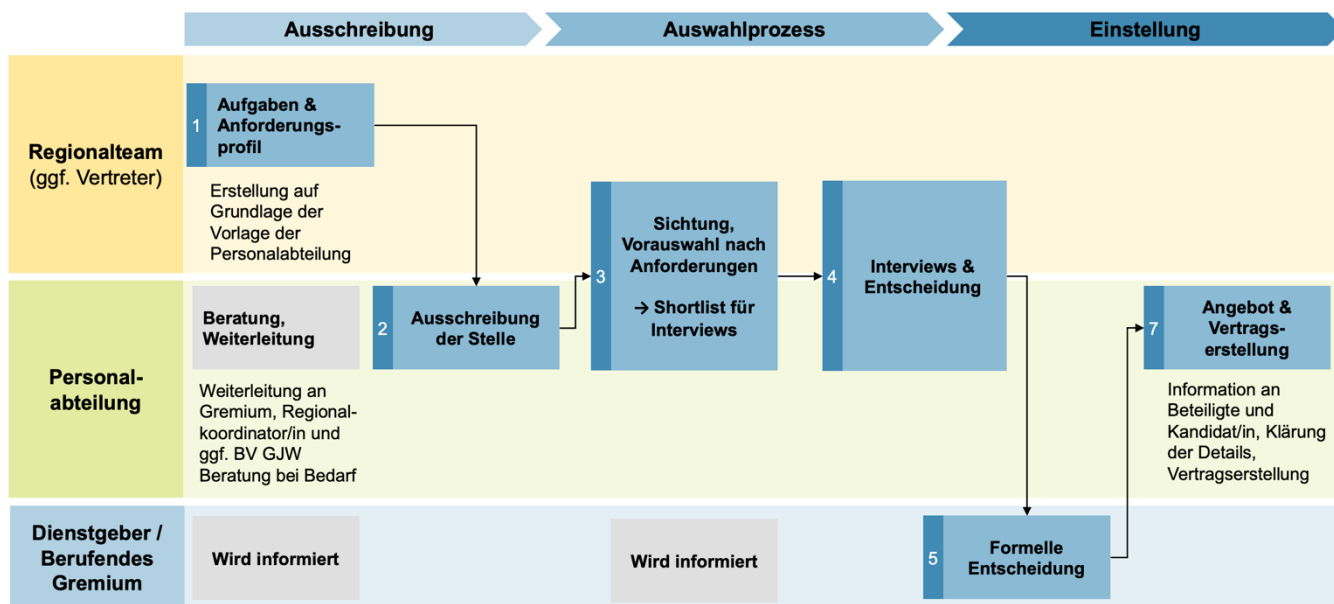 Ausschreibung
Auswahlprozess
Einstellung
Regionalteam
(ggf. Vertreter)
1
Aufgaben &
Anforderungs-
profil
Erstellung auf
Grundlage der
Vorlage der
Personalabteilung
3
Sichtung,
Vorauswahl nach
Anforderungen
→ Shortlist für
Interviews
4
Interviews &
Entscheidung
Personal-
abteilung
Beratung,
Weiterleitung
Weiterleitung an
Gremium, Regional-
koordinator/in und
ggf. BV GJW
Beratung bei Bedarf
2
Ausschreibung
der Stelle
7
Angebot &
Vertrags-
erstellung
Information an
Beteiligte und
Kandidat/in, Klärung
der Details,
Vertragserstellung
Dienstgeber /
Berufendes
Gremium
Wird informiert
Wird informiert
5
Formelle
Entscheidung